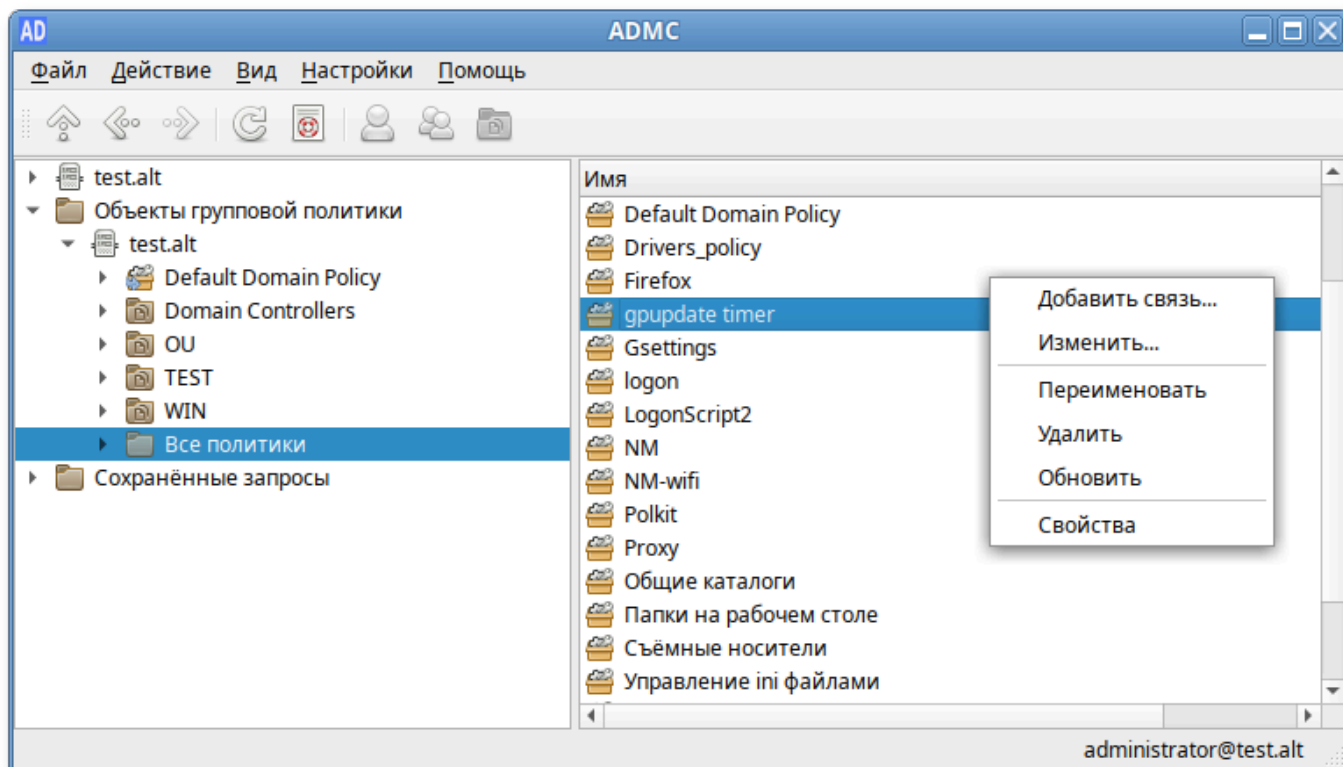 AD ADMC
Файл Действие Вид Настройки Помощь
test.alt
Объекты групповой политики
test.alt
Default Domain Policy
Domain Controllers
OU
TEST
WIN
Все политики
Сохранённые запросы
Имя
Default Domain Policy
Drivers_policy
Firefox
gpupdate timer
Gsettings
logon
LogonScript2
NM
NM-wifi
Polkit
Proxy
Общие каталоги
Папки на рабочем столе
Съёмные носители
Управление ini файлами
Добавить связь...
Изменить...
Переименовать
Удалить
Обновить
Свойства
administrator@test.alt